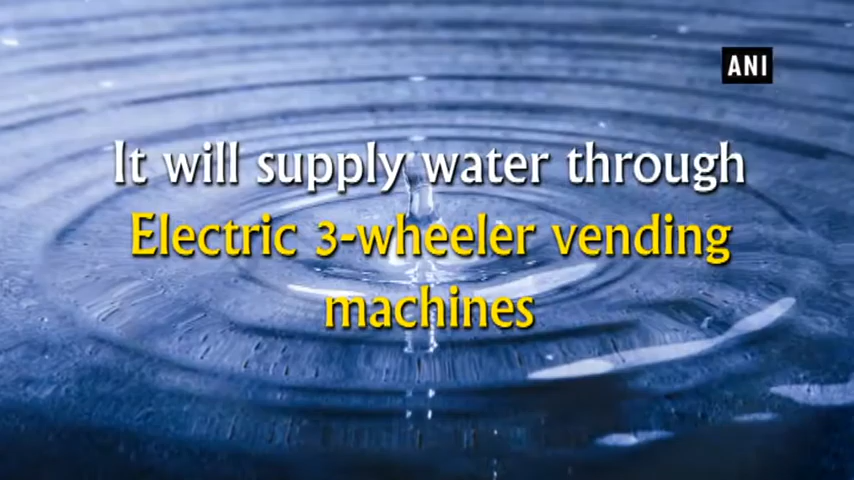 ANI
It will supply water through
Electric 3-wheeler vending
machines